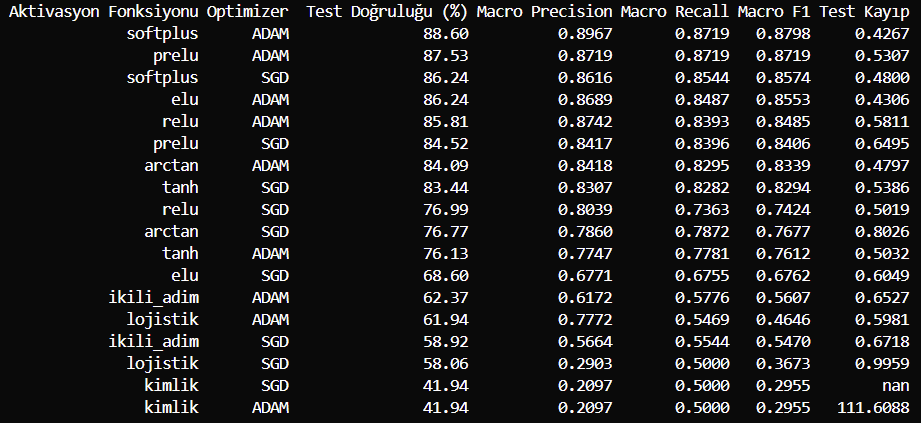 Aktivasyon Fonksiyonu Optimizer Test Doğruluğu (%) Macro Precision Macro Recall Macro F1 Test Kayıp
softplus ADAM 88.60 0.8967 0.8719 0.8798 0.4267
prelu ADAM 87.53 0.8719 0.8719 0.8719 0.5307
softplus SGD 86.24 0.8616 0.8544 0.8574 0.4800
elu ADAM 86.24 0.8689 0.8487 0.8553 0.4306
relu ADAM 85.81 0.8742 0.8393 0.8485 0.5811
prelu SGD 84.52 0.8417 0.8396 0.8406 0.6495
arctan ADAM 84.09 0.8418 0.8295 0.8339 0.4797
tanh SGD 83.44 0.8307 0.8282 0.8294 0.5386
relu SGD 76.99 0.8039 0.7363 0.7424 0.5019
arctan SGD 76.77 0.7860 0.7872 0.7677 0.8026
tanh ADAM 76.13 0.7747 0.7781 0.7612 0.5032
elu SGD 68.60 0.6771 0.6755 0.6762 0.6049
ikili_adim ADAM 62.37 0.6172 0.5776 0.5607 0.6527
lojistik ADAM 61.94 0.7772 0.5469 0.4646 0.5981
ikili_adim SGD 58.92 0.5664 0.5544 0.5470 0.6718
lojistik SGD 58.06 0.2903 0.5000 0.3673 0.9959
kimlik SGD 41.94 0.2097 0.5000 0.2955 nan
kimlik ADAM 41.94 0.2097 0.5000 0.2955 111.6088